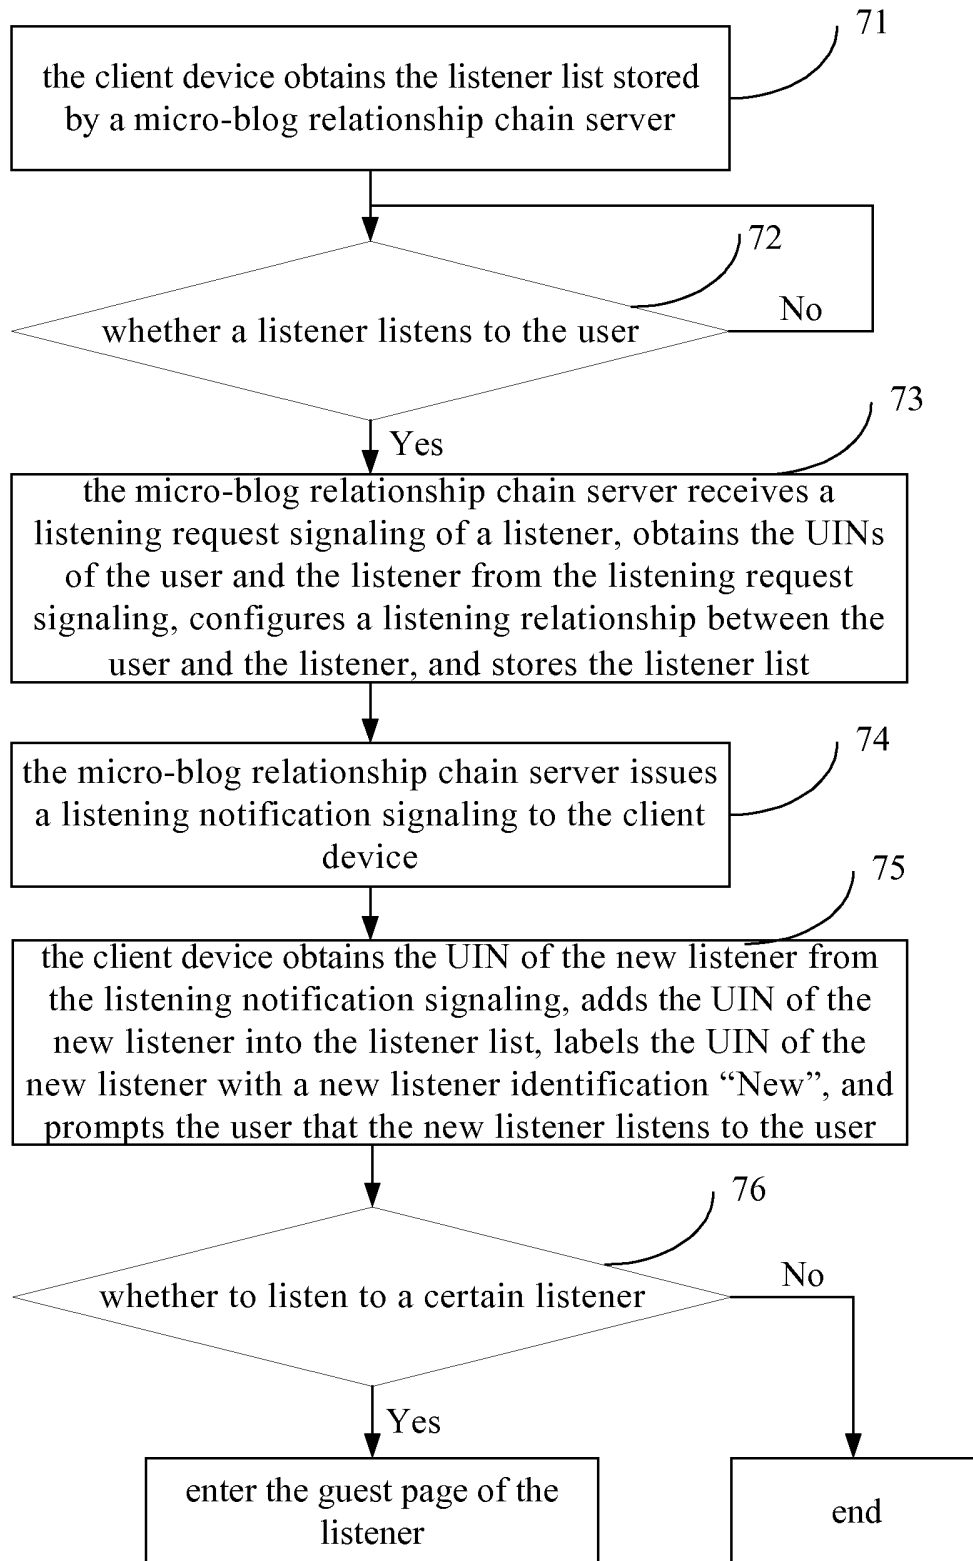 71
the client device obtains the listener list stored
by a micro-blog relationship chain server
72
whether a listener listens to the user
No
Yes
73
the micro-blog relationship chain server receives a
listening request signaling of a listener, obtains the UINs
of the user and the listener from the listening request
signaling, configures a listening relationship between the
user and the listener, and stores the listener list
74
the micro-blog relationship chain server issues
a listening notification signaling to the client
device
75
the client device obtains the UIN of the new listener from
the listening notification signaling, adds the UIN of the
new listener into the listener list, labels the UIN of the
new listener with a new listener identification “New”, and
prompts the user that the new listener listens to the user
76
whether to listen to a certain listener
No
Yes
enter the guest page of the
listener
end